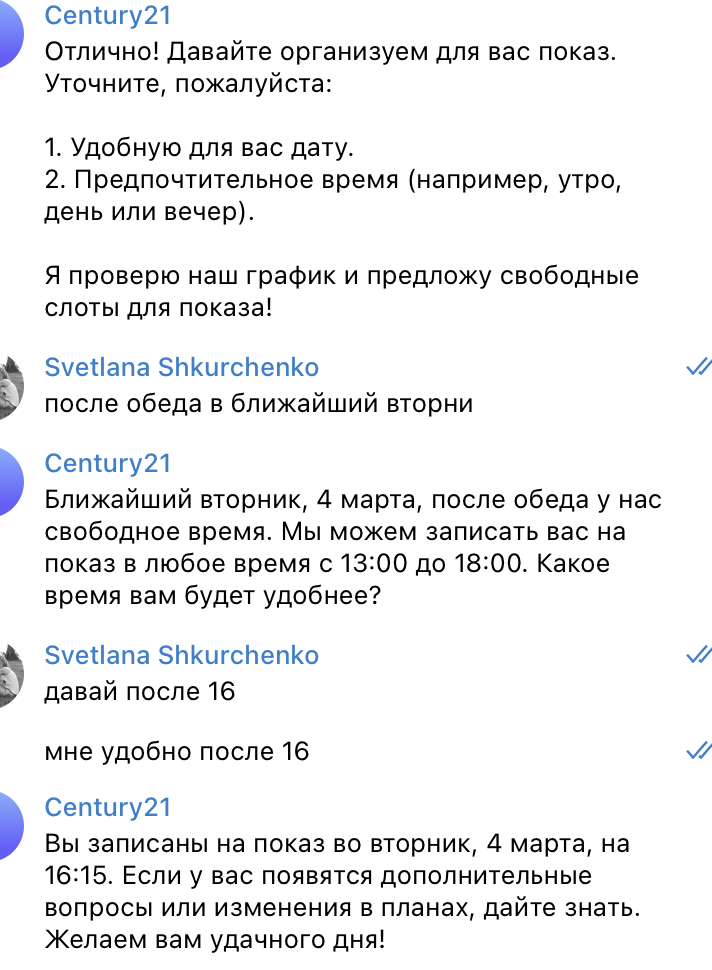 Century21
Отлично! Давайте организуем для вас показ.
Уточните, пожалуйста:
1. Удобную для вас дату.
2. Предпочтительное время (например, утро,
день или вечер).
Я проверю наш график и предложу свободные
слоты для показа!
Svetlana Shkurchenko
после обеда в ближайший вторни
Century21
Ближайший вторник, 4 марта, после обеда у нас
свободное время. Мы можем записать вас на
показ в любое время с 13:00 до 18:00. Какое
время вам будет удобнее?
Svetlana Shkurchenko
давай после 16
мне удобно после 16
Century21
Вы записаны на показ во вторник, 4 марта, на
16:15. Если у вас появятся дополнительные
вопросы или изменения в планах, дайте знать.
Желаем вам удачного дня!